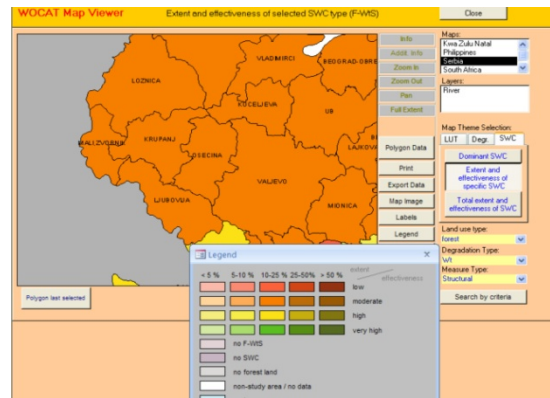 WOCAT Map Viewer
Extent and effectiveness of selected SWC type (F-WtS)
Close
Info
Addit. Info
Zoom In
Zoom Out
Pan
Full Extent
Maps:
Kwa Zulu Natal
Philippines
Serbia
South Africa
Layers:
River
Map Theme Selection:
LUT Degr. SWC
Dominant SWC
Extent and
effectiveness of
specific SWC
Total extent and
effectiveness of SWC
Land use type:
forest
Degradation Type:
Wt
Measure Type:
Structural
Search by criteria
Polygon Data
Print
Export Data
Map Image
Labels
Legend
VLADIMIRCI
BEOGRAD-OBRE
LOZNICA
KOCELJEVA
UB
KRUPANJ
MALI ZVORNIK
OSECINA
LAJKOV
VALJEVO
LJUBOVIJA
MIONICA
Polygon last selected
Legend
X
< 5 % 5-10 % 10-25 % 25-50% > 50 % extent
effectiveness
low
moderate
high
very high
no F-WtS
no SWC
no forest land
non-study area / no data